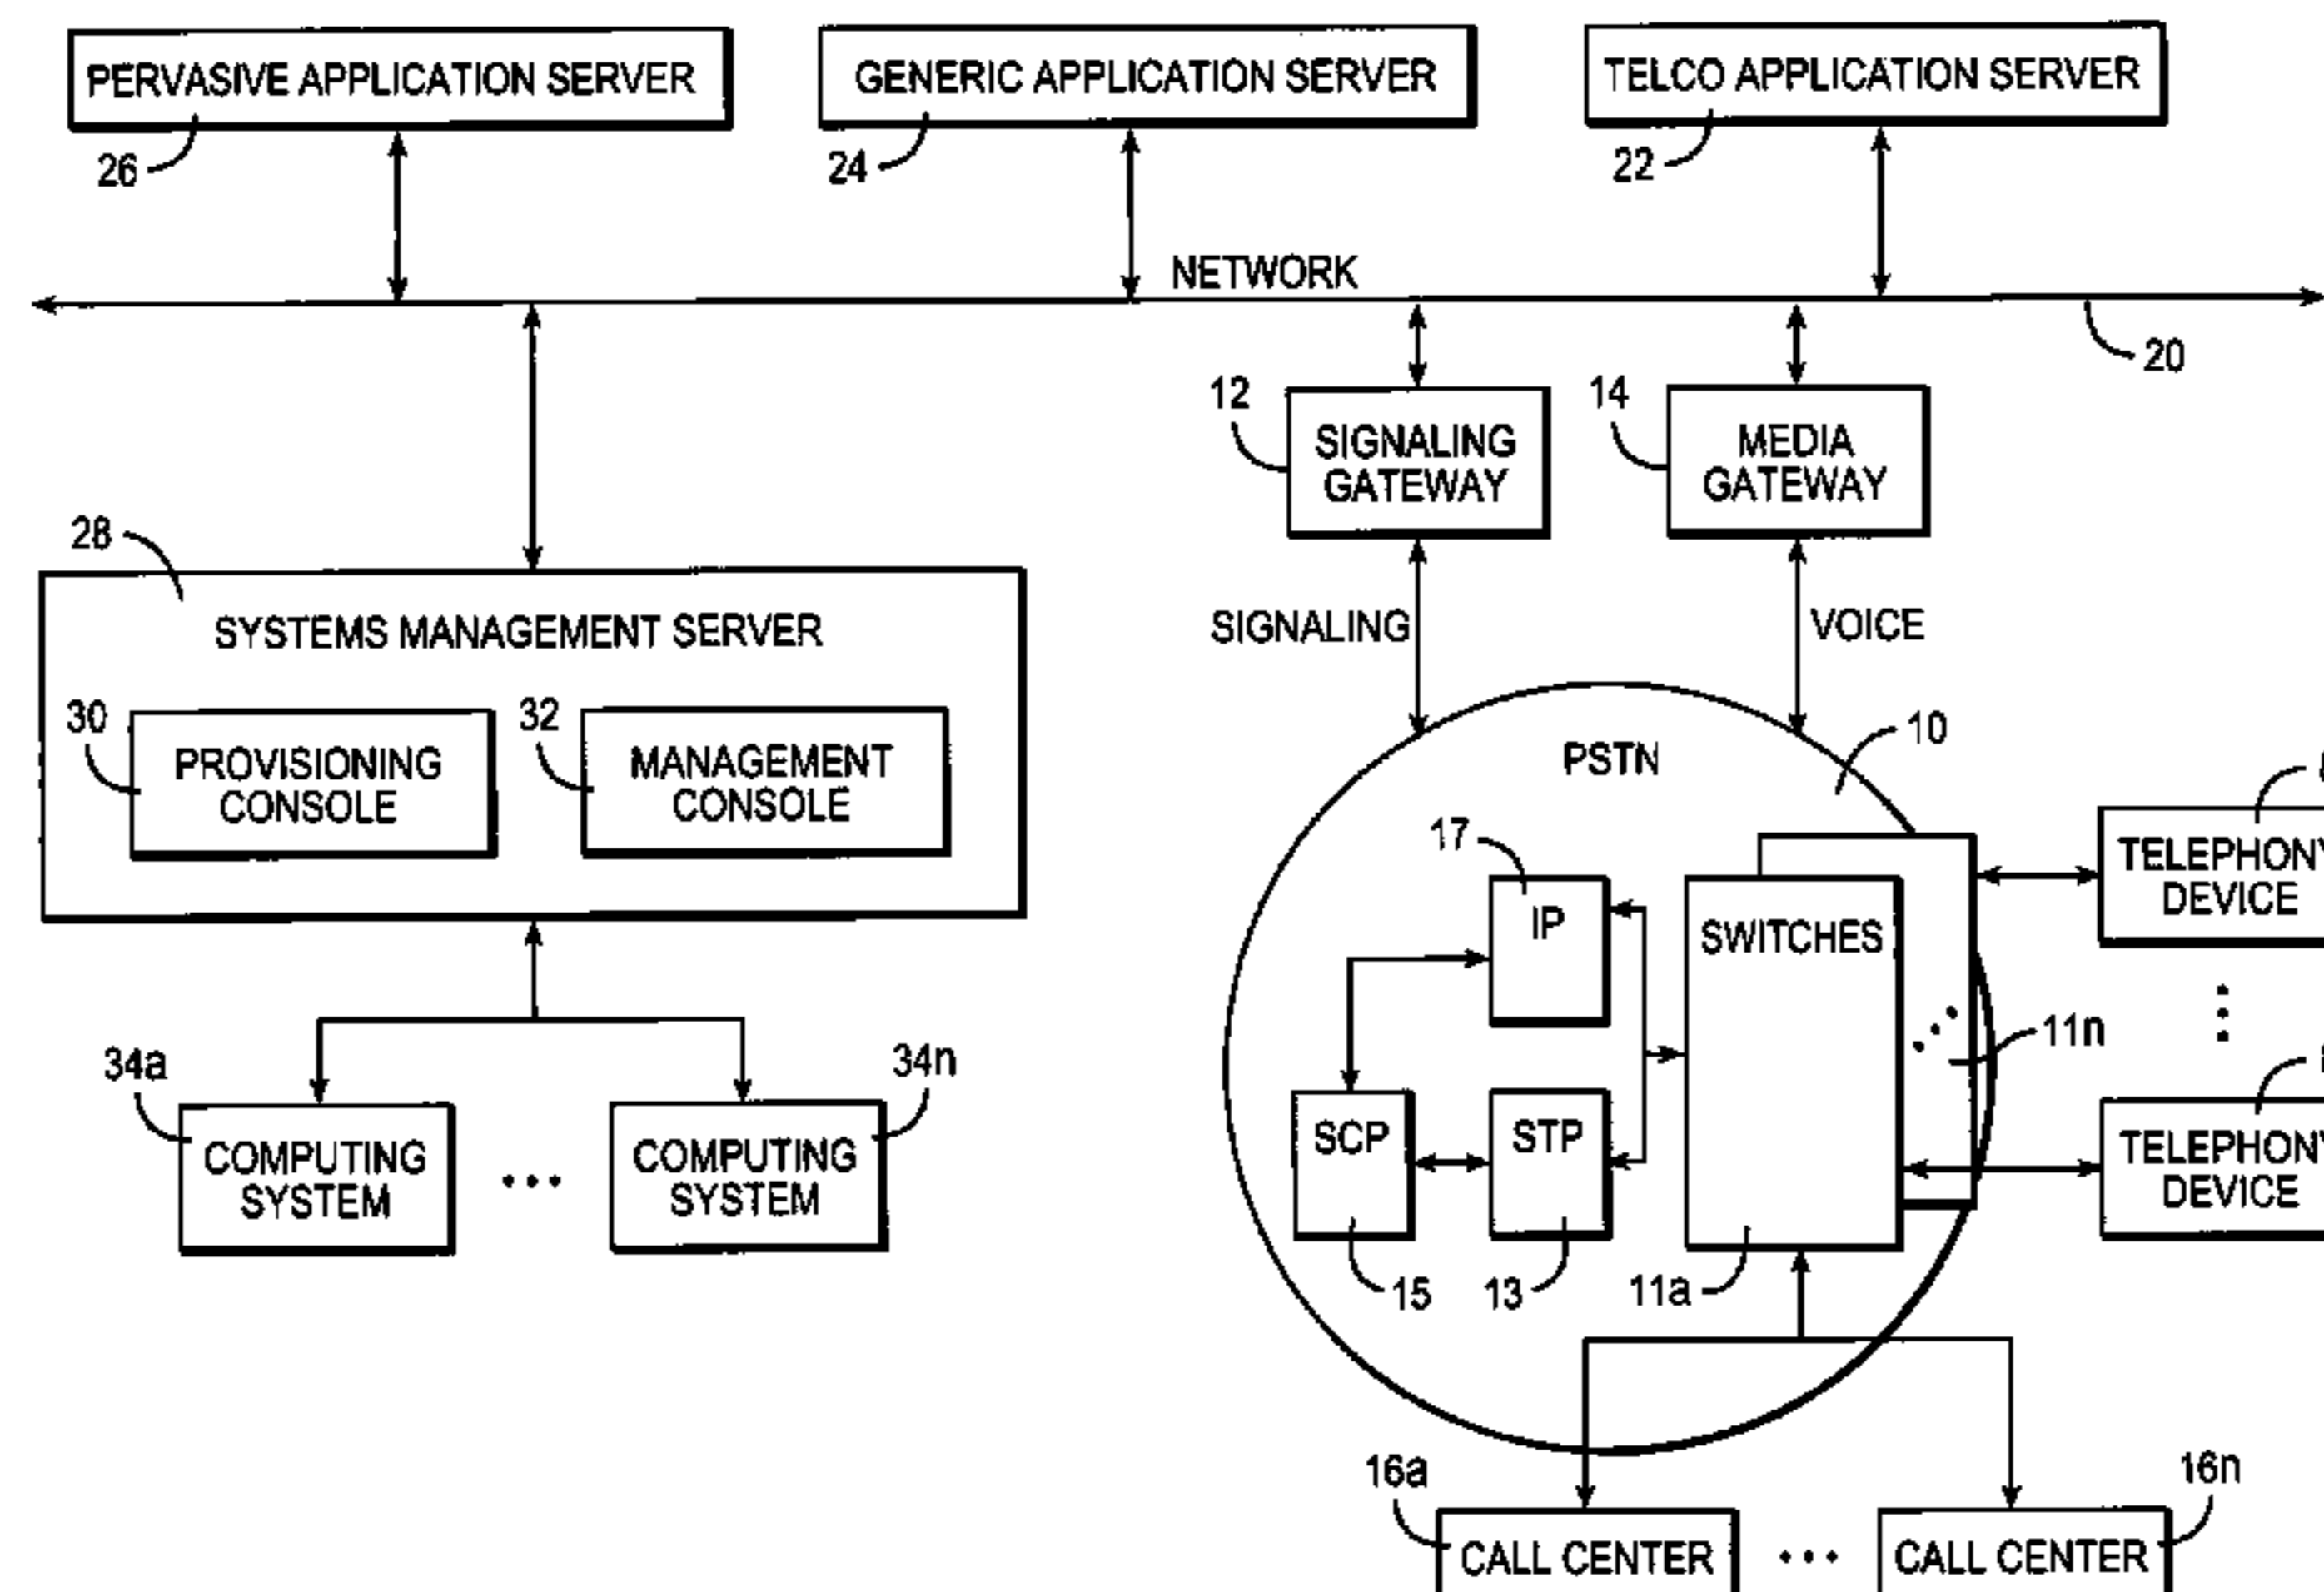 PERVASIVE APPLICATION SERVER
GENERIC APPLICATION SERVER
TELCO APPLICATION SERVER
26
24
22
NETWORK
20
12
SIGNALING
GATEWAY
14
MEDIA
GATEWAY
28
SYSTEMS MANAGEMENT SERVER
SIGNALING
VOICE
30
PROVISIONING
CONSOLE
32
MANAGEMENT
CONSOLE
PSTN
10
17
IP
SWITCHES
TELEPHONY
DEVICE
11n
34a
COMPUTING
SYSTEM
34n
COMPUTING
SYSTEM
SCP
STP
TELEPHONY
DEVICE
15
13
11a
16a
CALL CENTER
16n
CALL CENTER